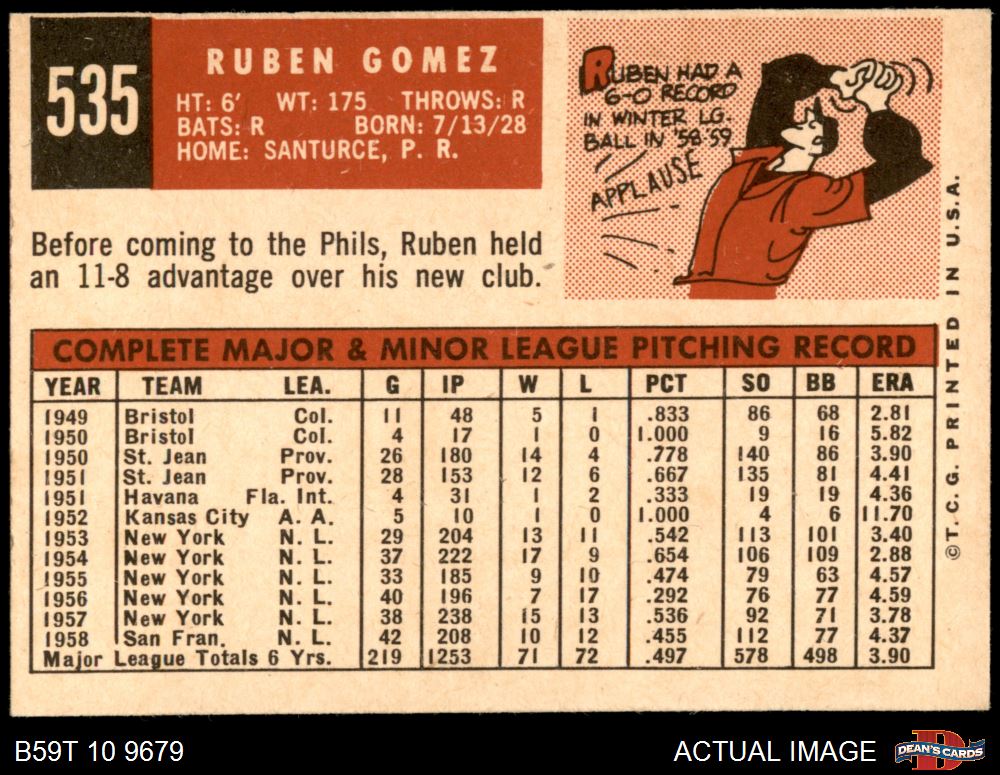 535
RUBEN GOMEZ
HT: 6' WT: 175 THROWS: R
BATS: R BORN: 7/13/28
HOME: SANTURCE, P. R.
RUBEN HAD A
6-0 RECORD
IN WINTER LG.
BALL IN '58-59
APPLAUSE
Before coming to the Phils, Ruben held
an 11-8 advantage over his new club.
COMPLETE MAJOR & MINOR LEAGUE PITCHING RECORD
YEAR TEAM LEA. G IP W L PCT SO BB ERA
1949 Bristol Col. 11 48 5 1 .833 86 68 2.81
1950 Bristol Col. 4 17 1 0 1.000 9 16 5.82
1950 St. Jean Prov. 26 180 14 4 .778 140 86 3.90
1951 St. Jean Prov. 28 153 12 6 .667 135 81 4.41
1951 Havana Fla. Int. 4 31 1 2 .333 19 19 4.36
1952 Kansas City A. A. 5 10 1 0 1.000 4 6 11.70
1953 New York N. L. 29 204 13 11 .542 113 101 3.40
1954 New York N. L. 37 222 17 9 .654 106 109 2.88
1955 New York N. L. 33 185 9 10 .474 79 63 4.57
1956 New York N. L. 40 196 7 17 .292 76 77 4.59
1957 New York N. L. 38 238 15 13 .536 92 71 3.78
1958 San Fran. N. L. 42 208 10 12 .455 112 77 4.37
Major League Totals 6 Yrs. 219 1253 71 72 .497 578 498 3.90
©T. C. G. PRINTED IN U.S.A.
B59T 10 9679
ACTUAL IMAGE
DEAN'S CARDS